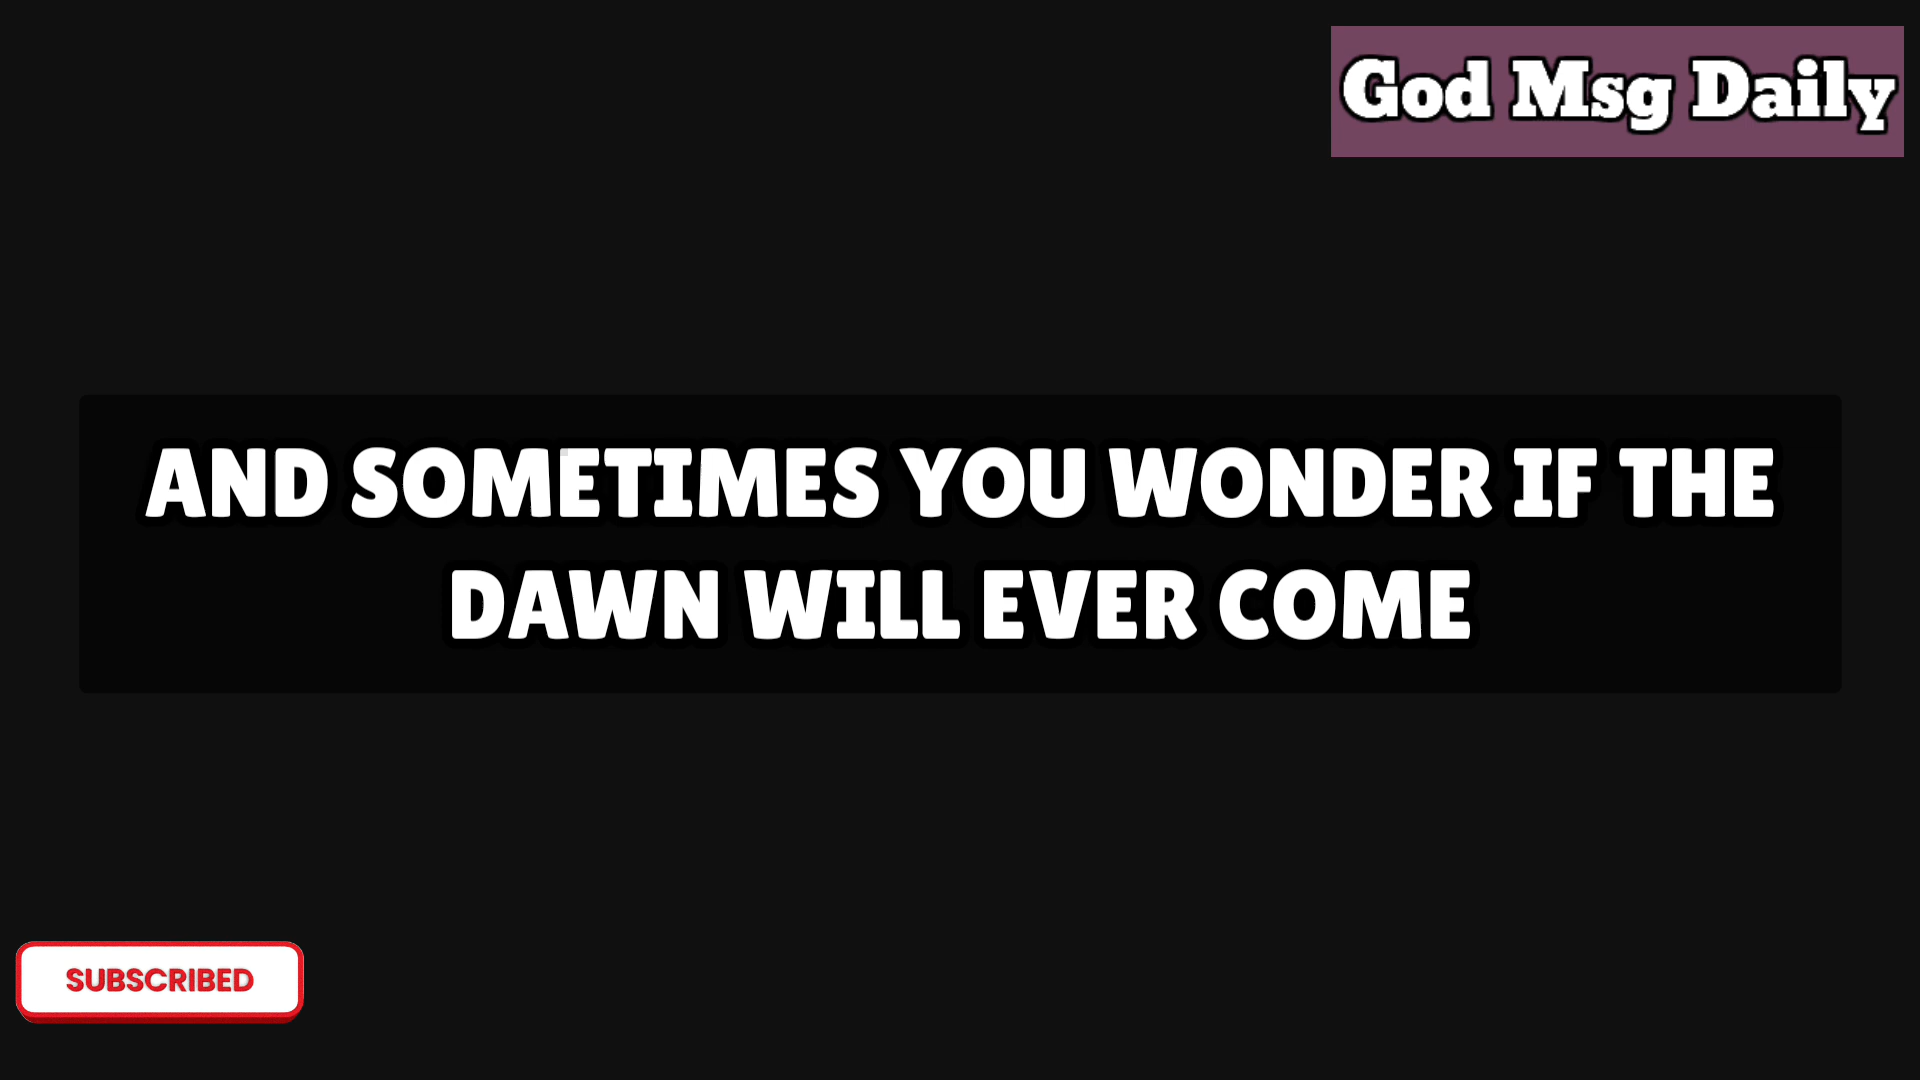 God Msg Daily
AND SOMETIMES YOU WONDER IF THE
DAWN WILL EVER COME
SUBSCRIBED